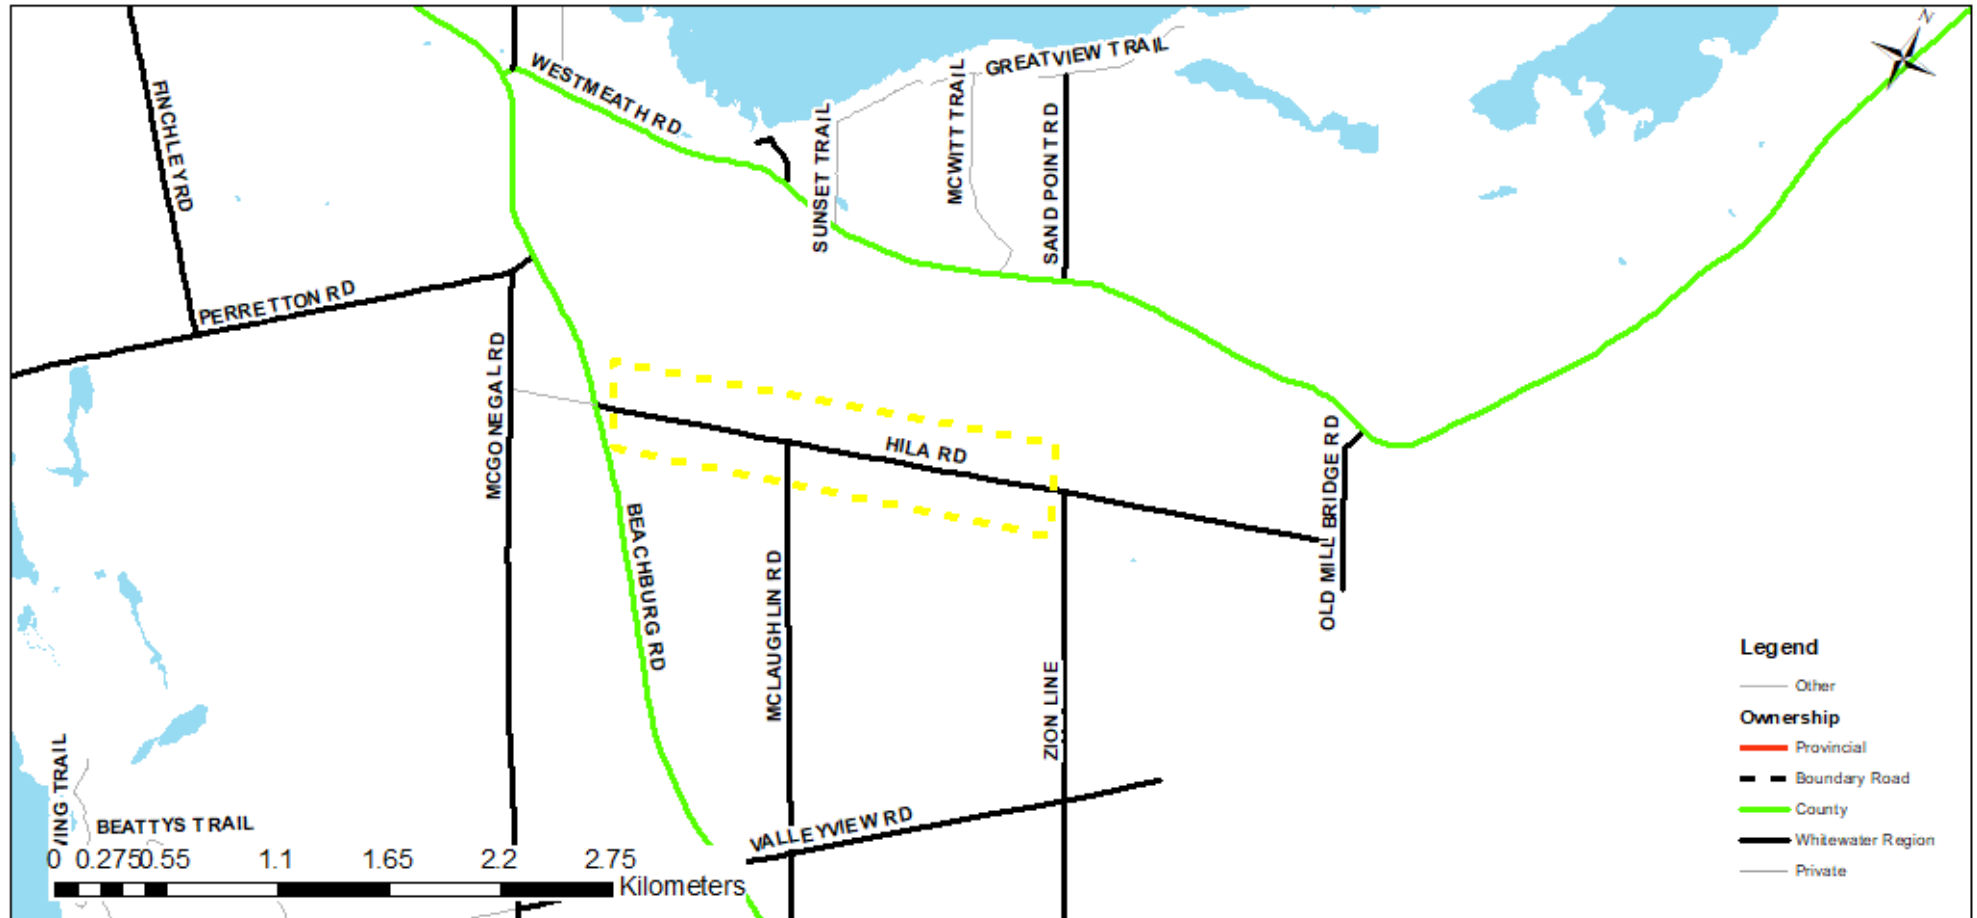 N
GREATVIEW TRAIL
WESTMEATH RD
FINCHLEY RD
SUNSET TRAIL
MCWITT TRAIL
SAND POINT RD
PERRETTON RD
MCGONEGAL RD
HILA RD
OLD MILL BRIDGE RD
BEACHBURG RD
MCLAUGHLIN RD
ZION LINE
VALLEYVIEW RD
TRAIL
BEATTYS TRAIL
0 0.275 0.55 1.1 1.65 2.2 2.75
Kilometers
Legend
Other
Ownership
Provincial
Boundary Road
County
Whitewater Region
Private